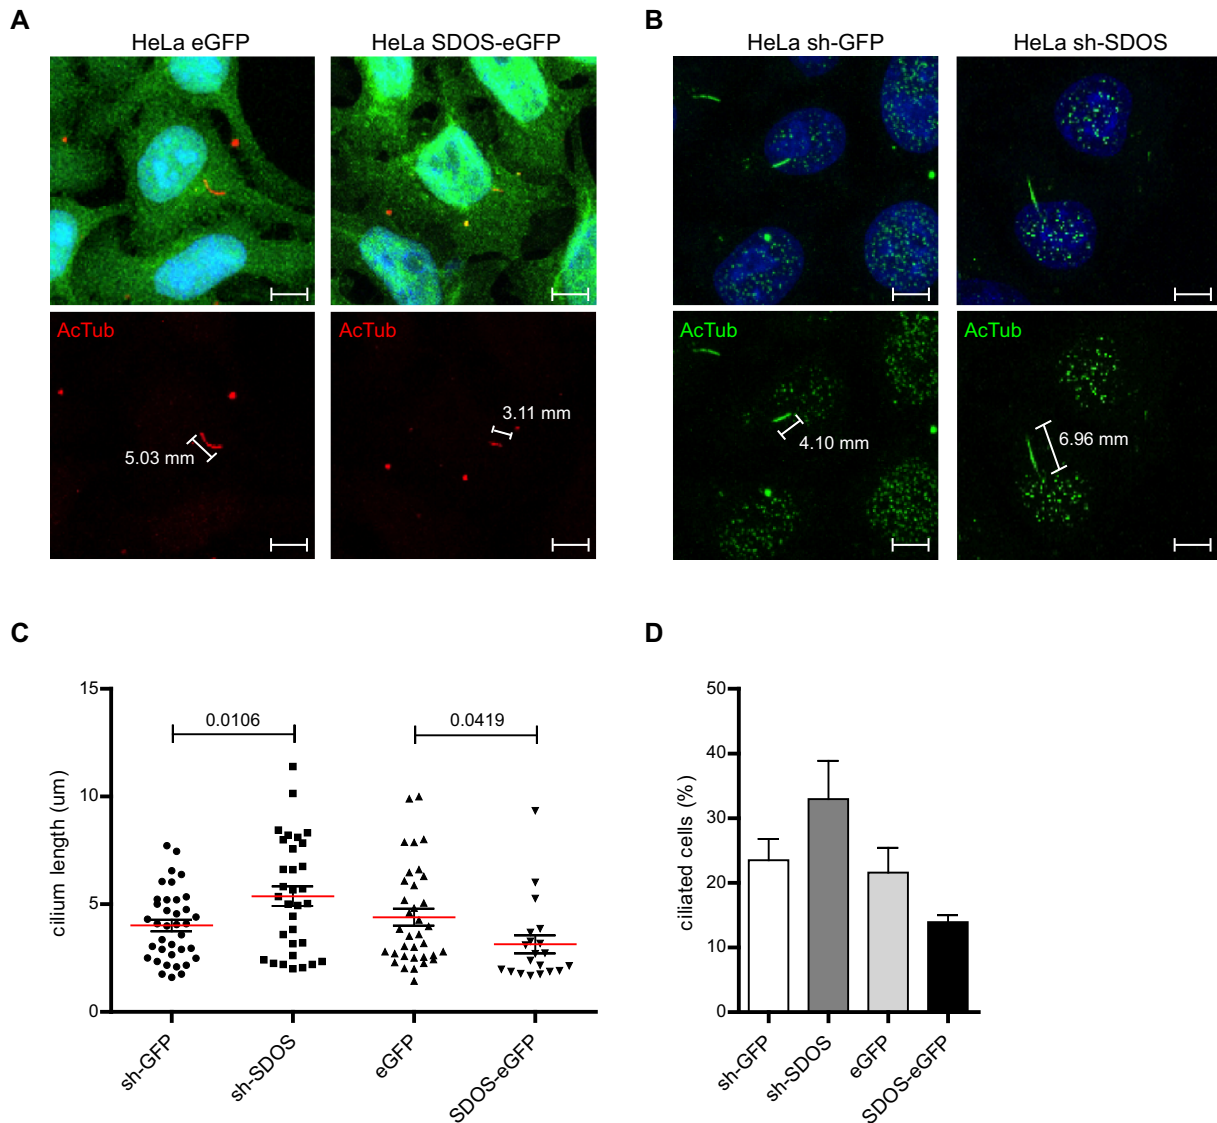 A
HeLa eGFP
HeLa SDOS-eGFP
AcTub
5.03 mm
AcTub
3.11 mm
B
HeLa sh-GFP
HeLa sh-SDOS
AcTub
4.10 mm
AcTub
6.96 mm
C
cilium length (um)
15
10
5
0
0.0106
0.0419
sh-GFP
sh-SDOS
eGFP
SDOS-eGFP
D
ciliated cells (%)
50
40
30
20
10
0
sh-GFP
sh-SDOS
eGFP
SDOS-eGFP